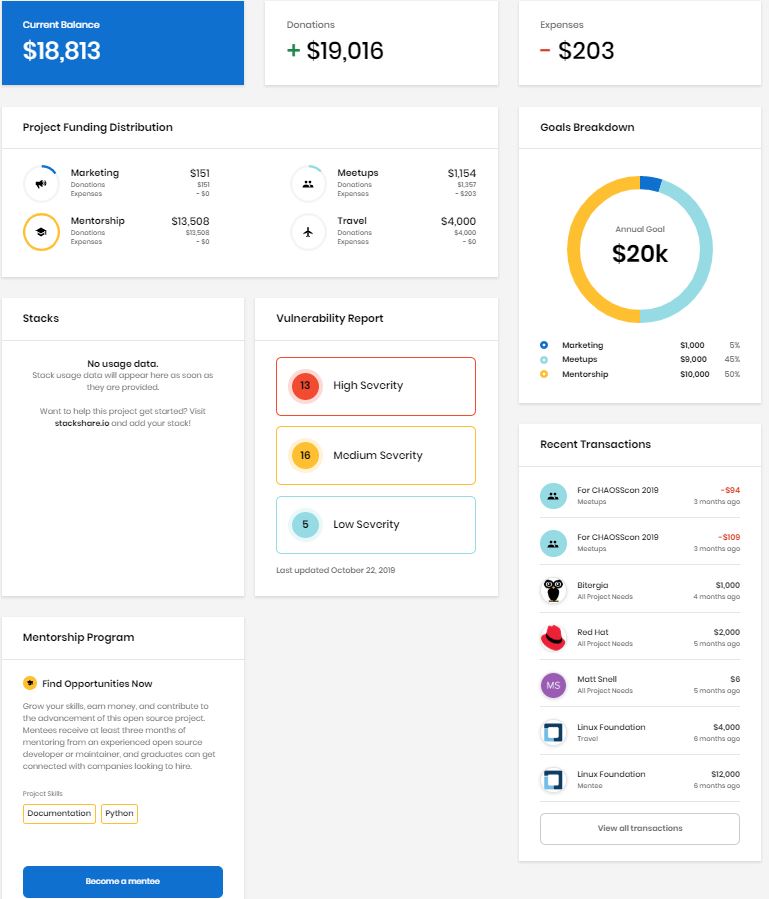 Current Balance
$18,813
Donations
+ $19,016
Expenses
- $203
Project Funding Distribution
Marketing $151
Donations $151
Expenses - $0
Meetups $1,154
Donations $1,357
Expenses - $203
Mentorship $13,508
Donations $13,508
Expenses - $0
Travel $4,000
Donations $4,000
Expenses - $0
Goals Breakdown
Annual Goal
$20k
Marketing $1,000 5%
Meetups $9,000 45%
Mentorship $10,000 50%
Stacks
No usage data.
Stack usage data will appear here as soon as
they are provided.
Want to help this project get started? Visit
stackshare.io and add your stack!
Vulnerability Report
13 High Severity
16 Medium Severity
5 Low Severity
Last updated October 22, 2019
Recent Transactions
For CHAOSScon 2019 -$94
Meetups 3 months ago
For CHAOSScon 2019 -$109
Meetups 3 months ago
Bitergia $1,000
All Project Needs 4 months ago
Red Hat $2,000
All Project Needs 5 months ago
MS
Matt Snell $6
All Project Needs 5 months ago
Linux Foundation $4,000
Travel 6 months ago
Linux Foundation $12,000
Mentee 6 months ago
View all transactions
Mentorship Program
Find Opportunities Now
Grow your skills, earn money, and contribute to
the advancement of this open source project.
Mentees receive at least three months of
mentoring from an experienced open source
developer or maintainer, and graduates can get
connected with companies looking to hire.
Project Skills
Documentation Python
Become a mentee